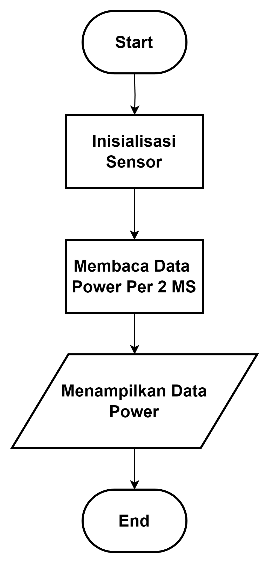 Start
Inisialisasi
Sensor
Membaca Data
Power Per 2 MS
Menampilkan Data
Power
End